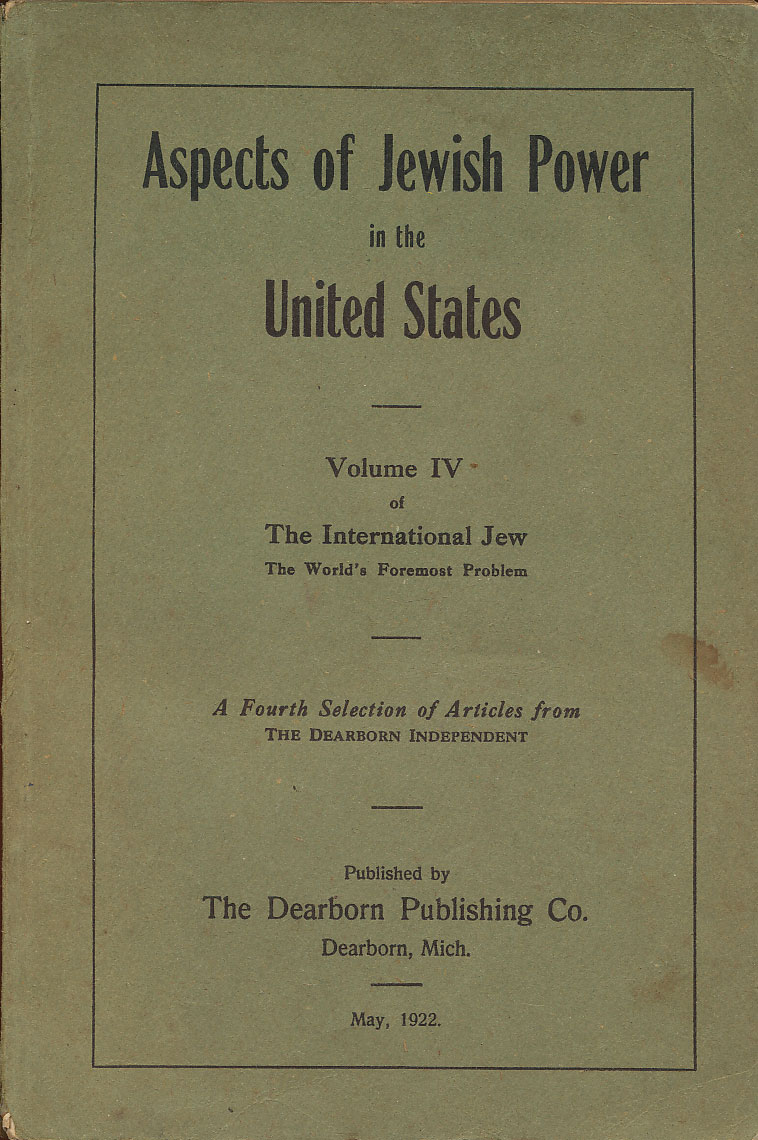 Aspects of Jewish Power
in the
United States
Volume IV
of
The International Jew
The World's Foremost Problem
A Fourth Selection of Articles from
THE DEARBORN INDEPENDENT
Published by
The Dearborn Publishing Co.
Dearborn, Mich.
May, 1922.